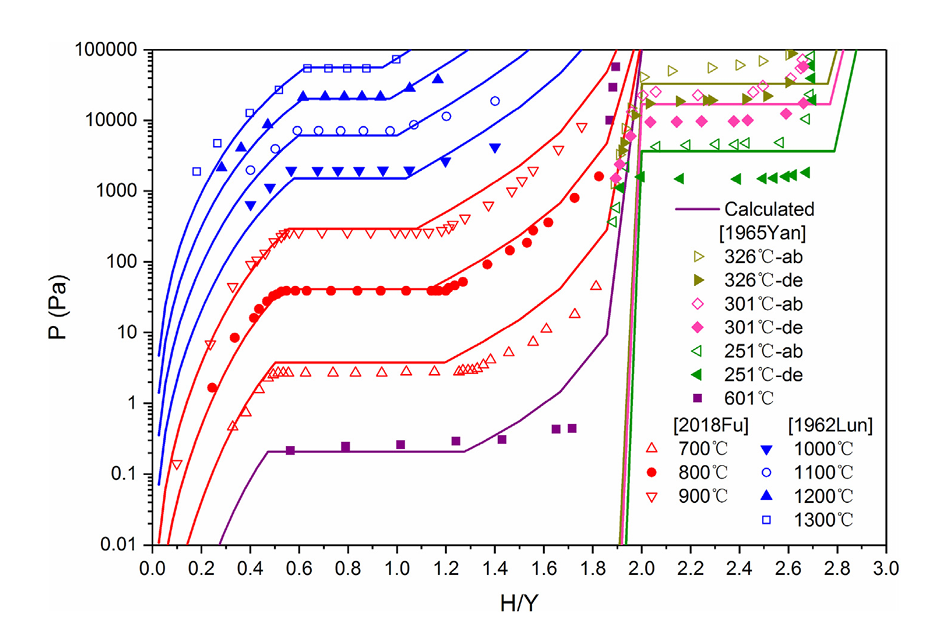 100000
10000
1000
100
10
1
0.1
0.01
P (Pa)
0.0 0.2 0.4 0.6 0.8 1.0 1.2 1.4 1.6 1.8 2.0 2.2 2.4 2.6 2.8 3.0
H/Y
Calculated
[1965Yan]
326℃-ab
326℃-de
301℃-ab
301℃-de
251℃-ab
251℃-de
601℃
[2018Fu]
700℃
800℃
900℃
[1962Lun]
1000℃
1100℃
1200℃
1300℃